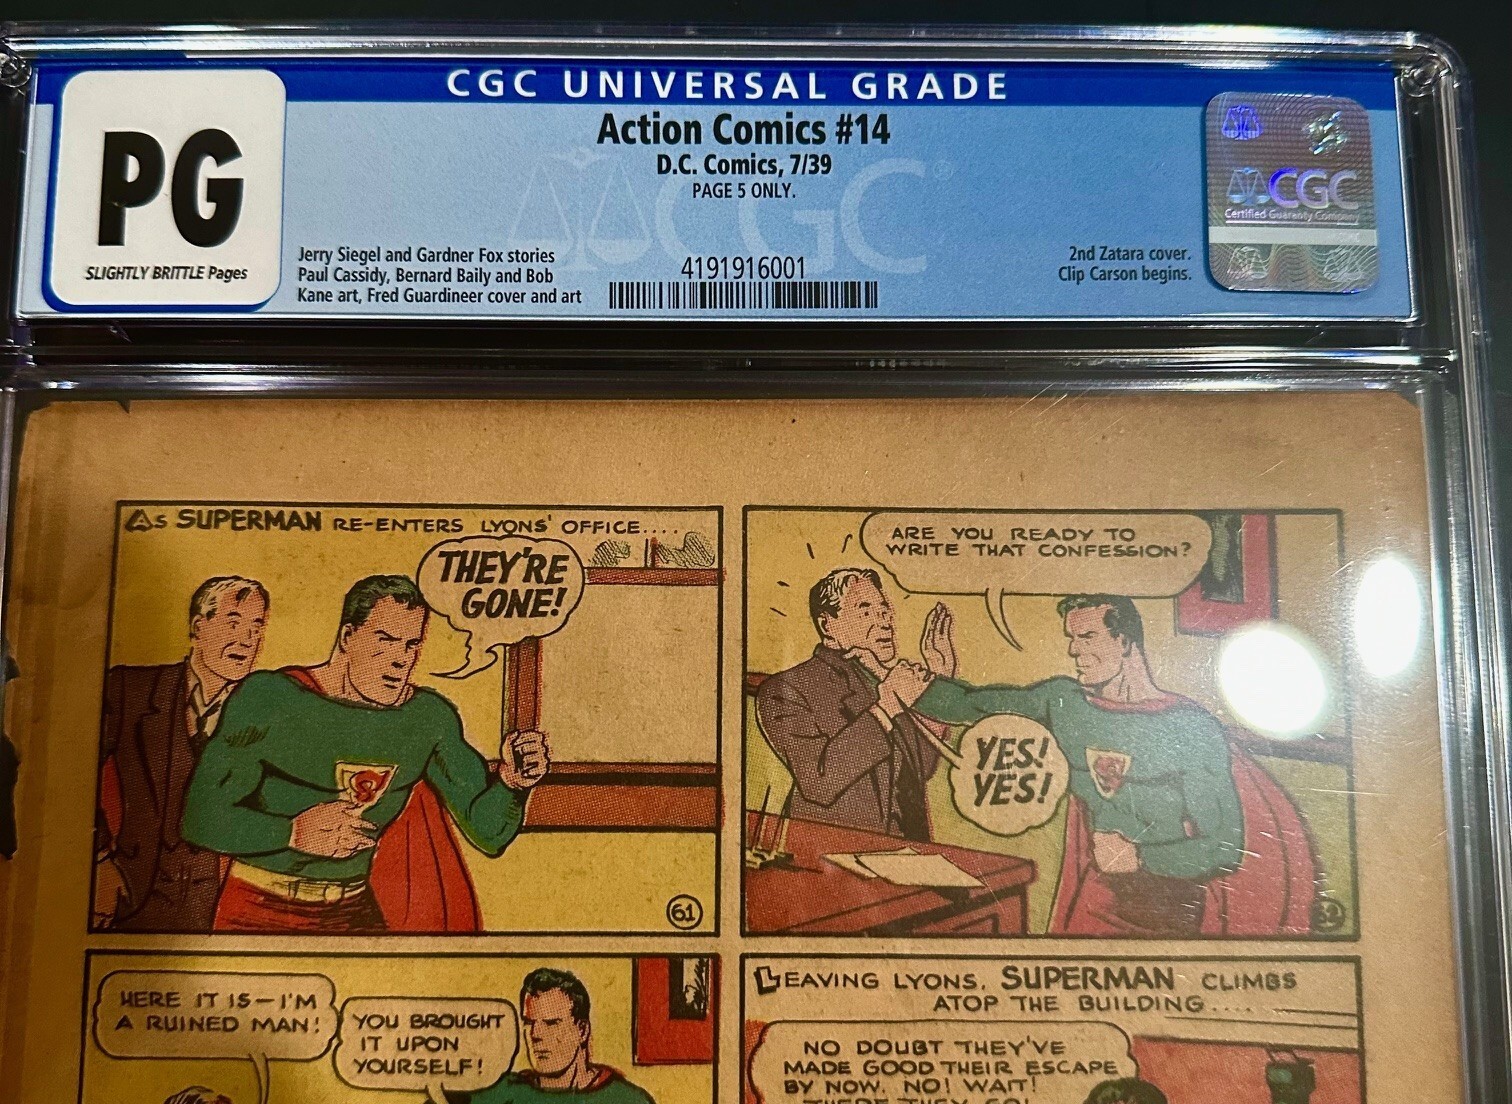 CGC UNIVERSAL GRADE
PG
SLIGHTLY BRITTLE Pages
Action Comics #14
D.C. Comics, 7/39
PAGE 5 ONLY.
Jerry Siegel and Gardner Fox stories
Paul Cassidy, Bernard Baily and Bob
Kane art, Fred Guardineer cover and art
4191916001
2nd Zatara cover.
Clip Carson begins.
CGC
Certified Guaranty Company
CGC
AS SUPERMAN RE-ENTERS LYONS' OFFICE....
THEY'RE
GONE!
S
61
ARE YOU READY TO
WRITE THAT CONFESSION?
YES!
YES!
S
HERE IT IS—I'M
A RUINED MAN!
YOU BROUGHT
IT UPON
YOURSELF!
LEAVING LYONS, SUPERMAN CLIMBS
ATOP THE BUILDING....
NO DOUBT THEY'VE
MADE GOOD THEIR ESCAPE
BY NOW. NO! WAIT!
THERE THEY GO!